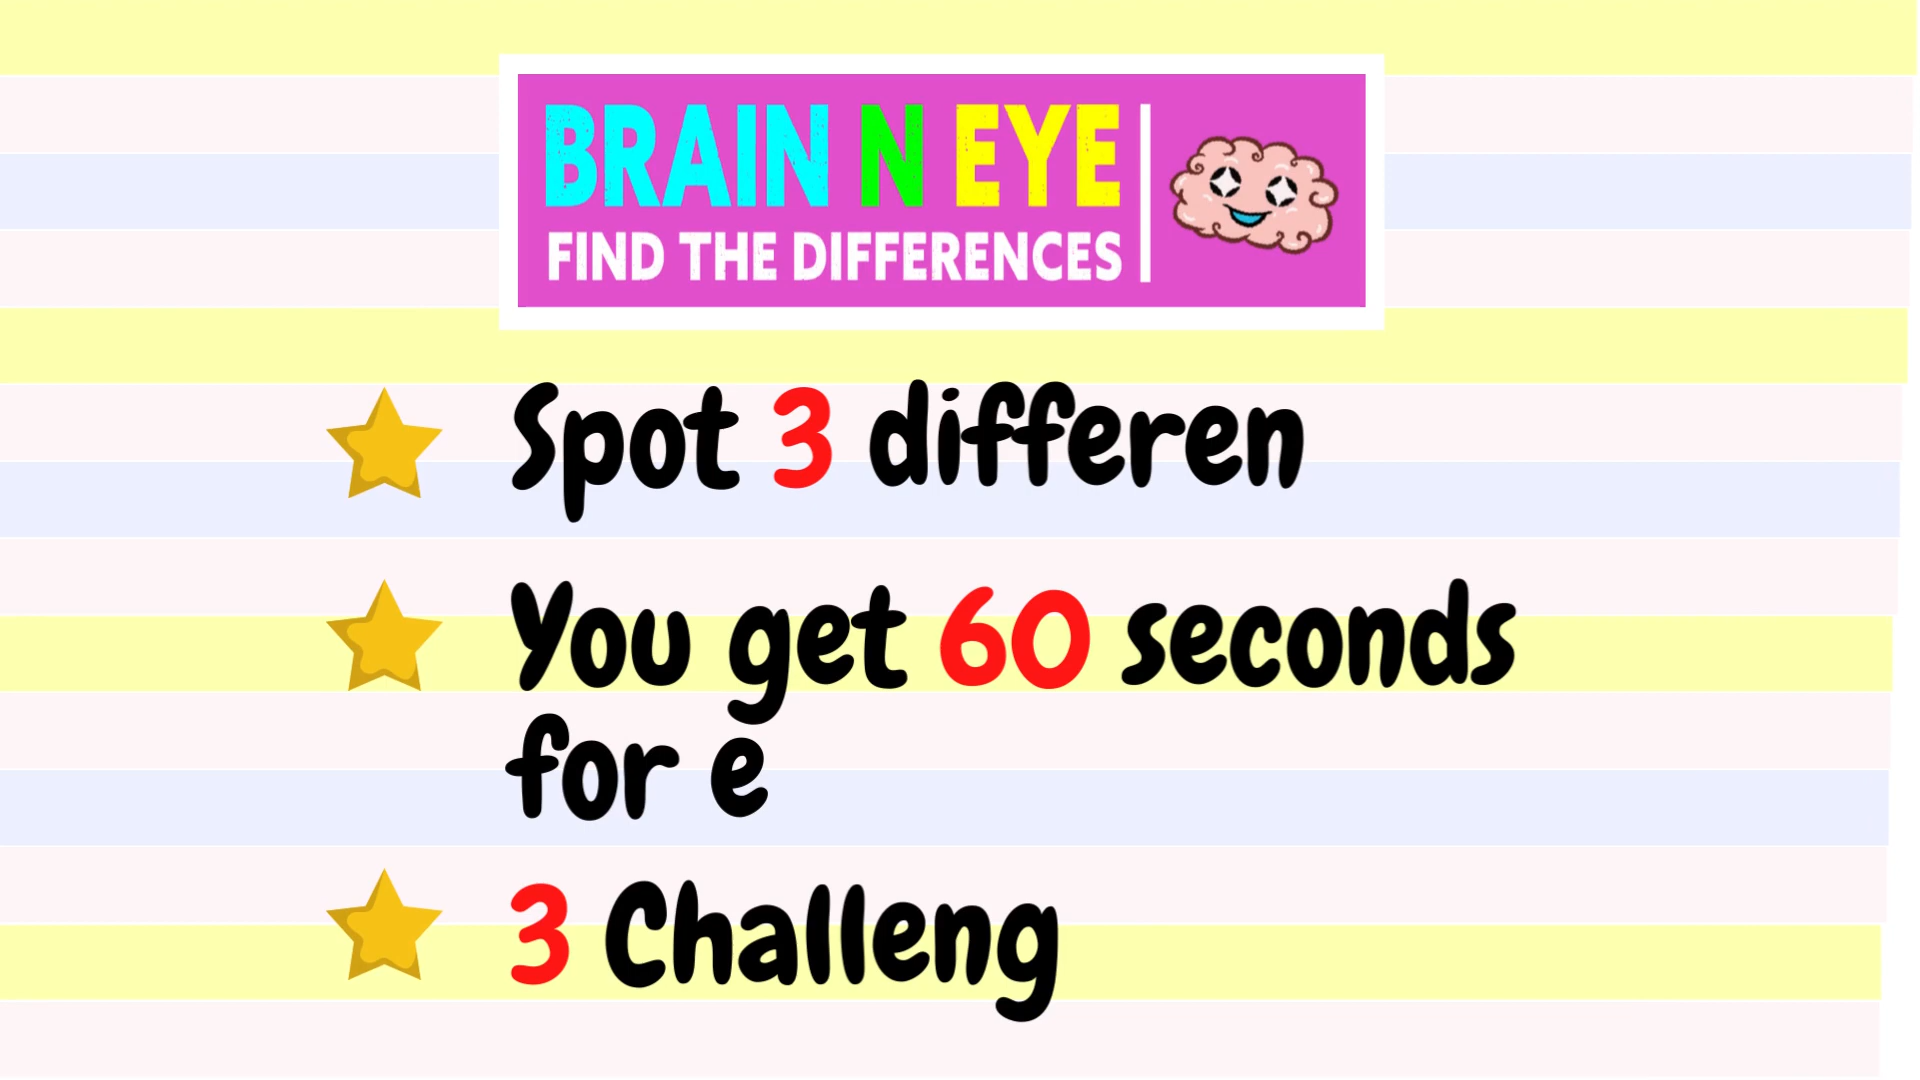 BRAIN N EYE
FIND THE DIFFERENCES
Spot 3 differen
You get 60 seconds
for e
3 Challeng